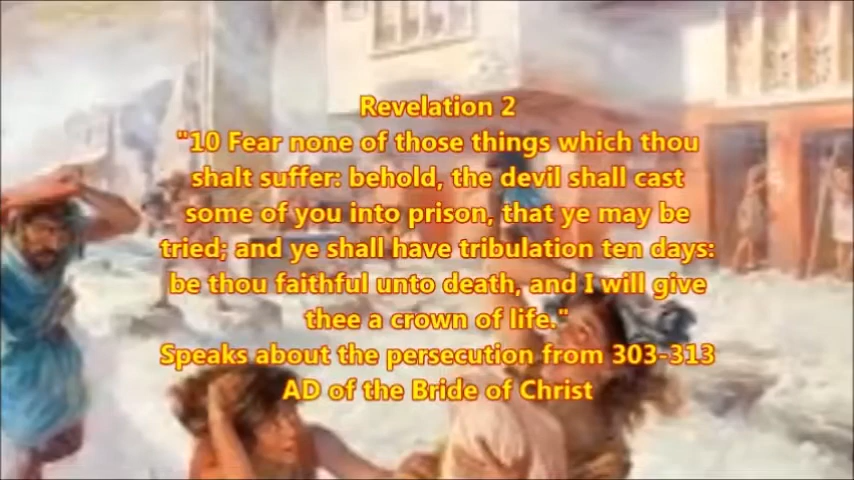 Revelation 2
"10 Fear none of those things which thou
shalt suffer: behold, the devil shall cast
some of you into prison, that ye may be
tried; and ye shall have tribulation ten days:
be thou faithful unto death, and I will give
thee a crown of life."
Speaks about the persecution from 303-313
AD of the Bride of Christ